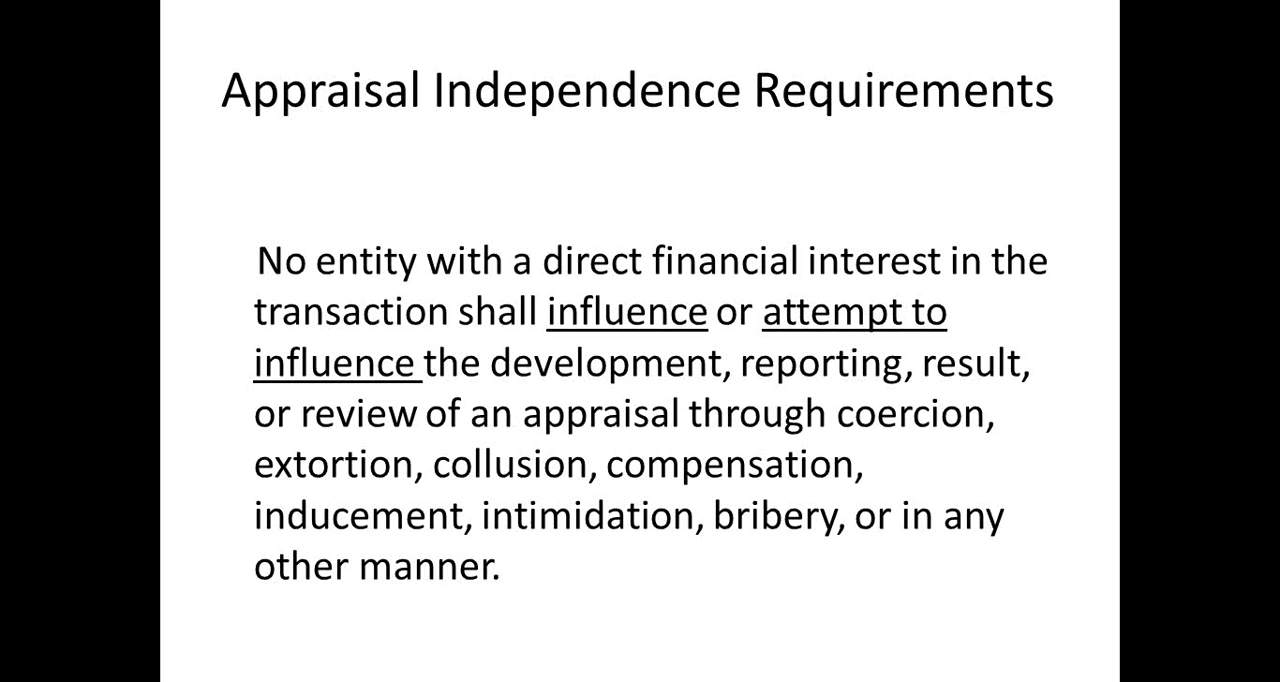 Appraisal Independence Requirements
No entity with a direct financial interest in the
transaction shall influence or attempt to
influence the development, reporting, result,
or review of an appraisal through coercion,
extortion, collusion, compensation,
inducement, intimidation, bribery, or in any
other manner.